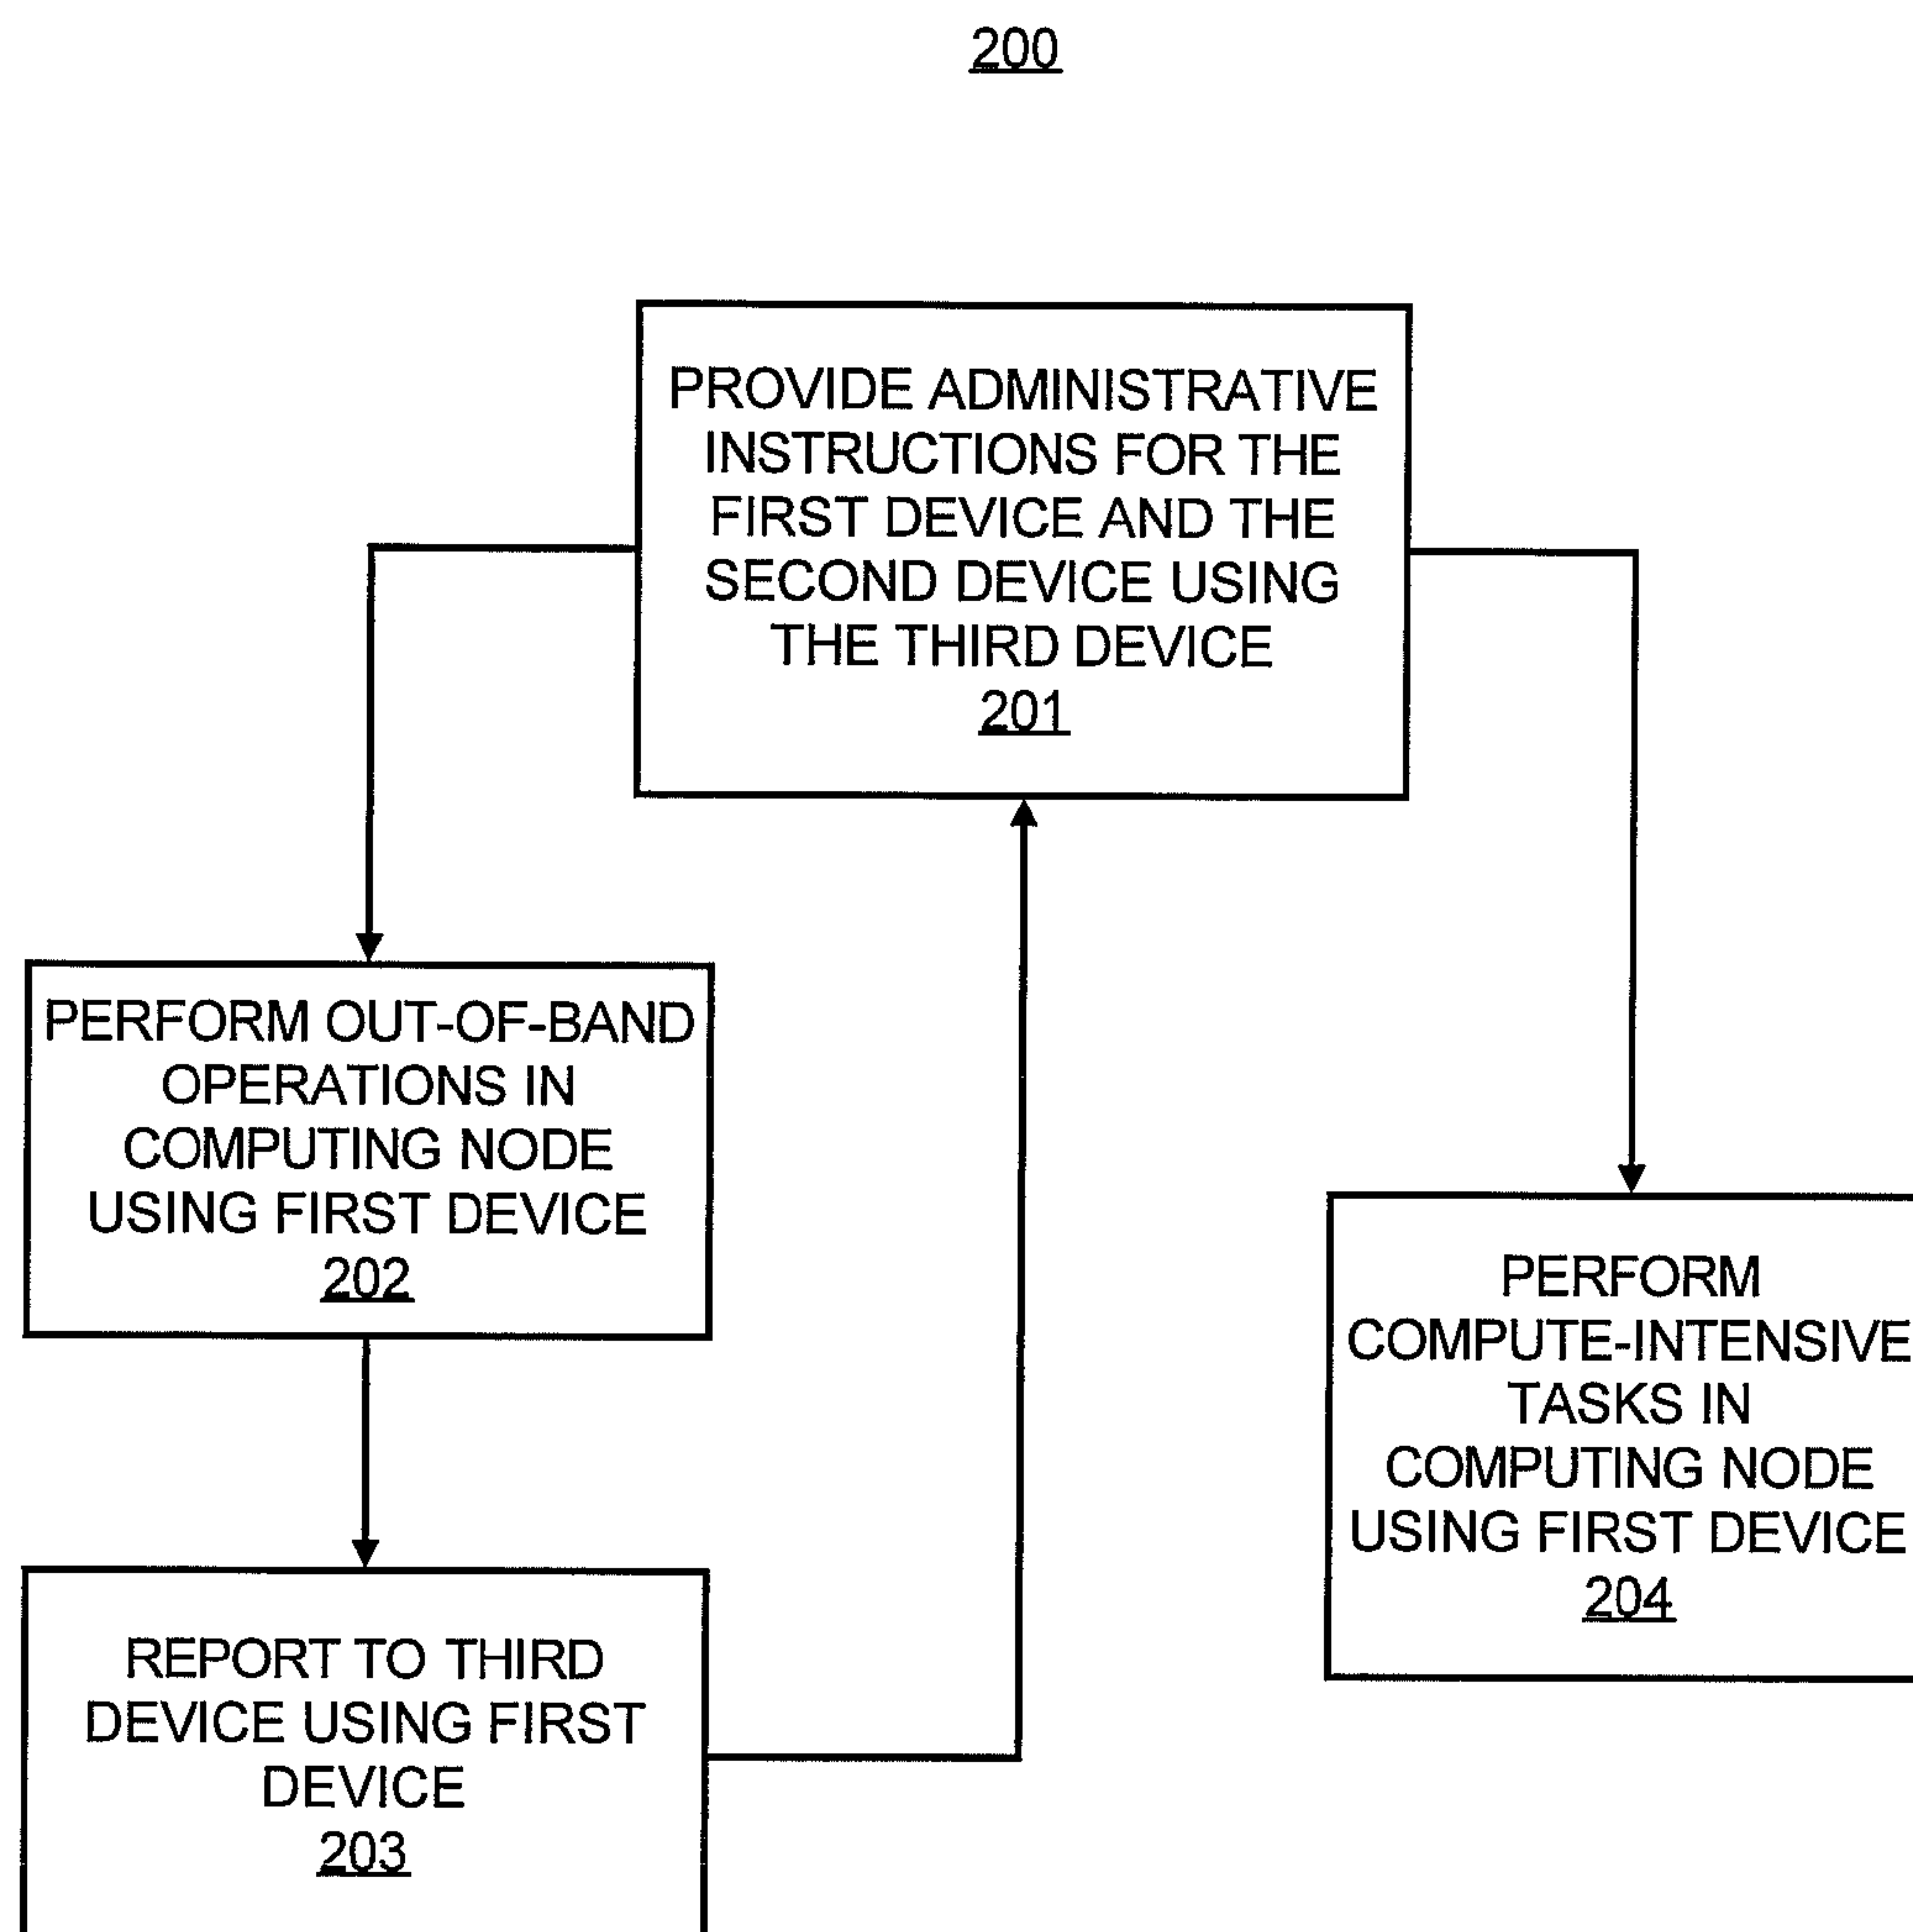 200
PROVIDE ADMINISTRATIVE
INSTRUCTIONS FOR THE
FIRST DEVICE AND THE
SECOND DEVICE USING
THE THIRD DEVICE
201
PERFORM OUT-OF-BAND
OPERATIONS IN
COMPUTING NODE
USING FIRST DEVICE
202
REPORT TO THIRD
DEVICE USING FIRST
DEVICE
203
PERFORM
COMPUTE-INTENSIVE
TASKS IN
COMPUTING NODE
USING FIRST DEVICE
204